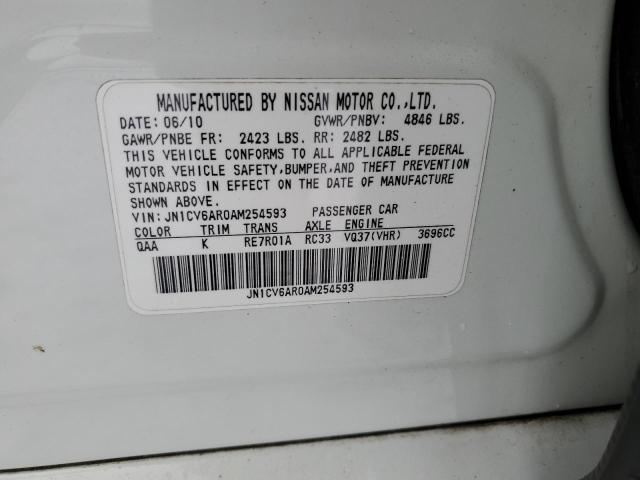 MANUFACTURED BY NISSAN MOTOR CO.,LTD.
DATE: 06/10 GVWR/PNBV: 4846 LBS.
GAWR/PNBE FR: 2423 LBS. RR: 2482 LBS.
THIS VEHICLE CONFORMS TO ALL APPLICABLE FEDERAL
MOTOR VEHICLE SAFETY,BUMPER,AND THEFT PREVENTION
STANDARDS IN EFFECT ON THE DATE OF MANUFACTURE
SHOWN ABOVE.
VIN: JN1CV6AR0AM254593 PASSENGER CAR
COLOR TRIM TRANS AXLE ENGINE
QAA K RE7R01A RC33 VQ37(VHR) 3696CC
JN1CV6AR0AM254593